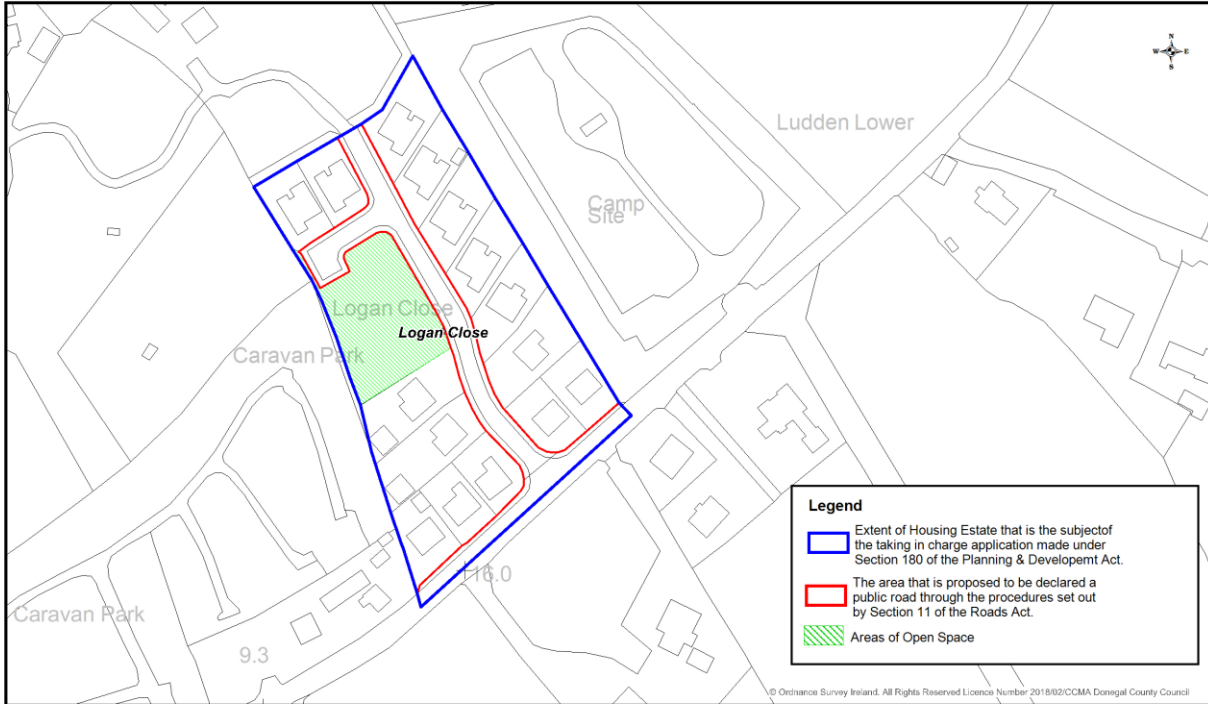 N
W E
S
Ludden Lower
Camp
Site
Logan Close
Logan Close
Caravan Park
116.0
Caravan Park
9.3
Legend
Extent of Housing Estate that is the subjectof
the taking in charge application made under
Section 180 of the Planning & Developemt Act.
The area that is proposed to be declared a
public road through the procedures set out
by Section 11 of the Roads Act.
Areas of Open Space
© Ordnance Survey Ireland. All Rights Reserved Licence Number 2018/02/CCMA Donegal County Council